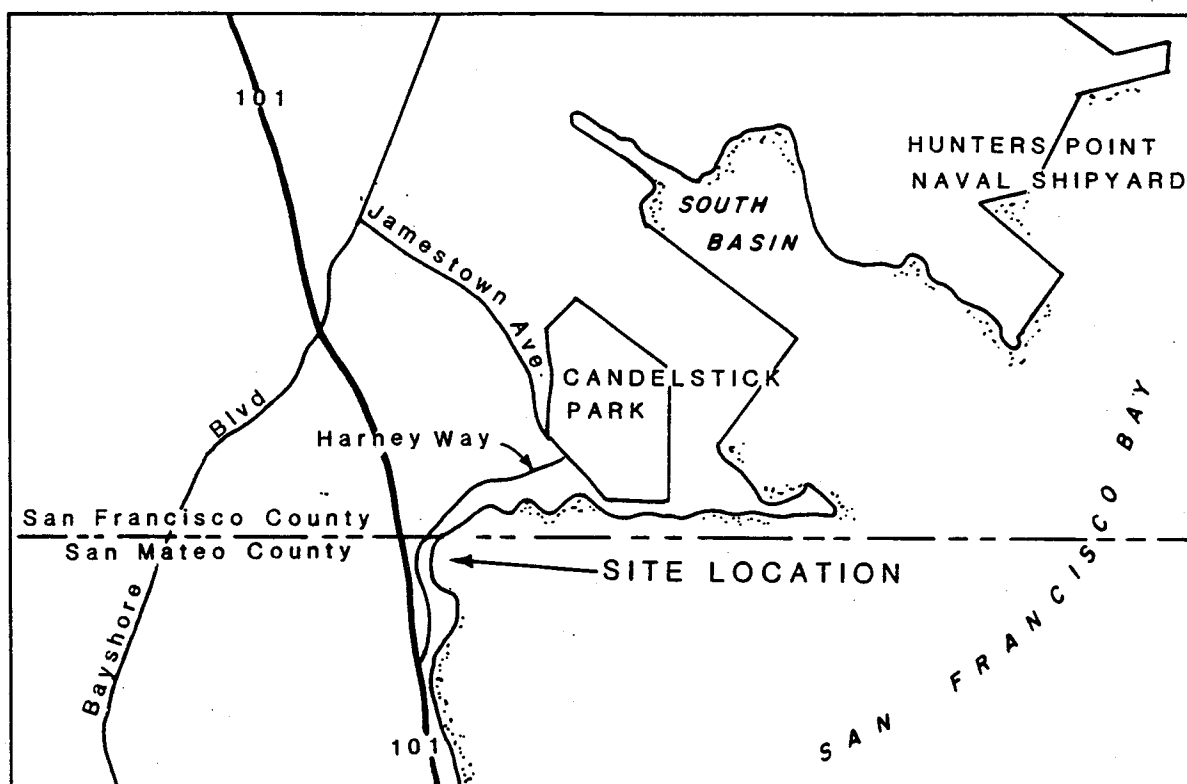 101
HUNTERS POINT
NAVAL SHIPYARD
SOUTH
BASIN
Jamestown Ave.
CANDELSTICK
PARK
Blvd
Harney Way
San Francisco County
San Mateo County
SITE LOCATION
Bayshore
101
SAN FRANCISCO BAY